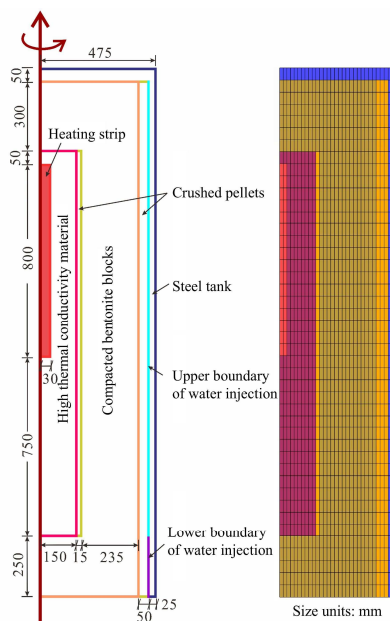 475
50
300
50
800
750
250
Heating strip
High thermal conductivity material
Compacted bentonite blocks
Crushed pellets
Steel tank
Upper boundary
of water injection
Lower boundary
of water injection
30
150
15
235
50
25
Size units: mm